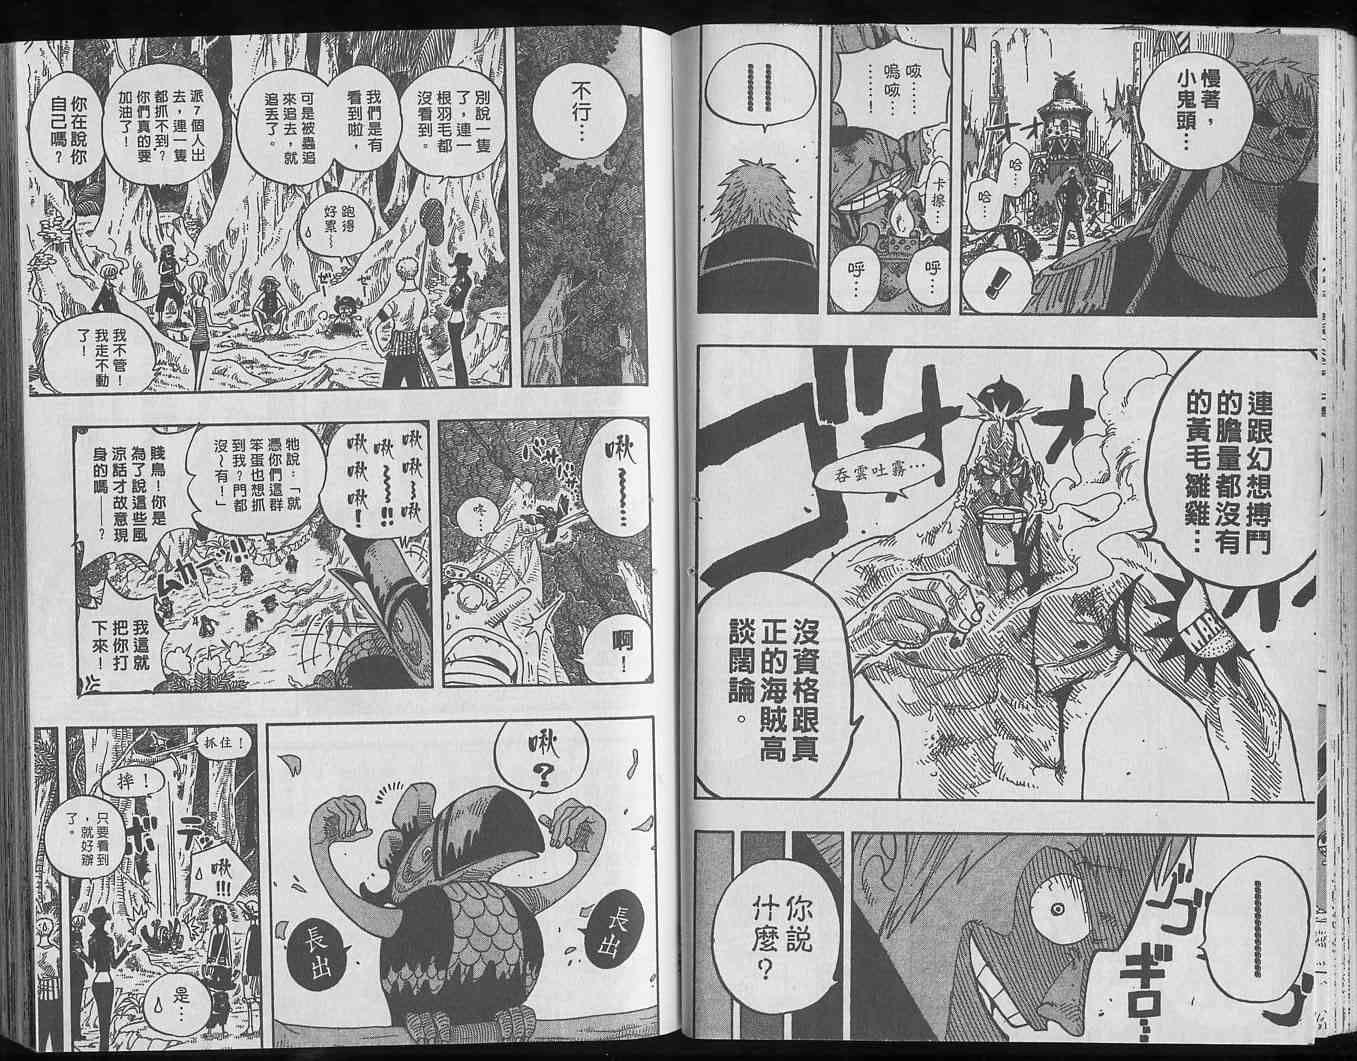 慢著，
小鬼頭…
哈…
哈…
咳…
嗚咳…
……！
卡擦…
呼…
呼…
連跟幻想搏鬥
的膽量都沒有
的黃毛雛雞…
吞雲吐霧…
沒資格跟真
正的海賊高
談闊論。
你說
什麼？
不行…
別說一隻
了，連一
根羽毛都
沒看到。
我們是有
看到啦，
可是被蟲追
來追去，就
追丟了。
派7個人出
去，連一隻
都抓不到？
你們真的要
加油了！
你在說你
自己嗎？
跑得
好累～
我不管！
我走不動
了！
啾～～～…
啊！
咚…
啾～～～!!
啾啾啾！
啾
牠說：「就
憑你們這群
笨蛋也想抓
到我？門都
沒～有！」
賤鳥！你是
為了說這些風
涼話才故意現
身的嗎——？
我這就
把你打
下來！
啾？
長出
長出
抓住！
摔！
啾!!!
只要看到
，就好辦
了。
是…